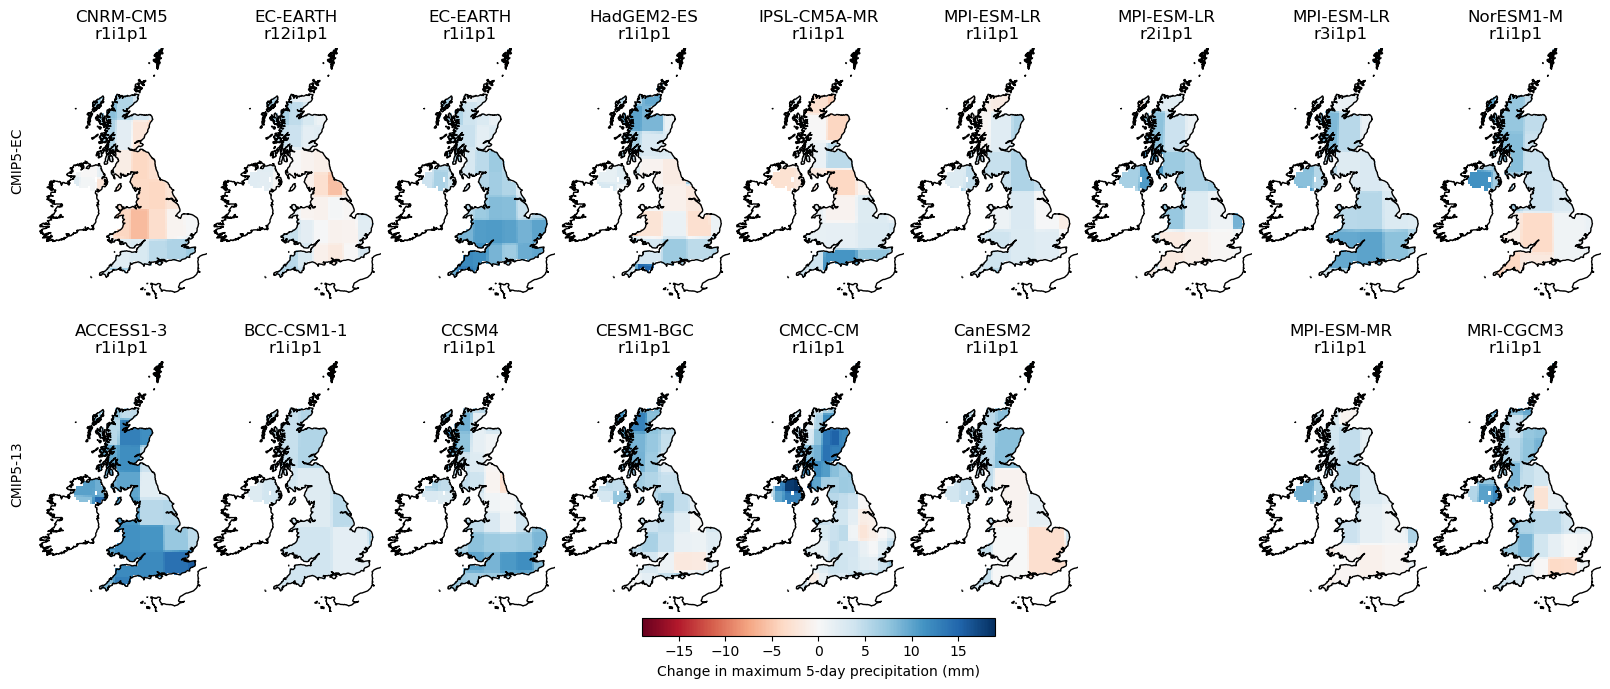 CNRM-CM5
r1i1p1
EC-EARTH
r12i1p1
EC-EARTH
r1i1p1
HadGEM2-ES
r1i1p1
IPSL-CM5A-MR
r1i1p1
MPI-ESM-LR
r1i1p1
MPI-ESM-LR
r2i1p1
MPI-ESM-LR
r3i1p1
NorESM1-M
r1i1p1
CMIP5-EC
ACCESS1-3
r1i1p1
BCC-CSM1-1
r1i1p1
CCSM4
r1i1p1
CESM1-BGC
r1i1p1
CMCC-CM
r1i1p1
CanESM2
r1i1p1
MPI-ESM-MR
r1i1p1
MRI-CGCM3
r1i1p1
CMIP5-13
−15 −10 −5 0 5 10 15
Change in maximum 5-day precipitation (mm)